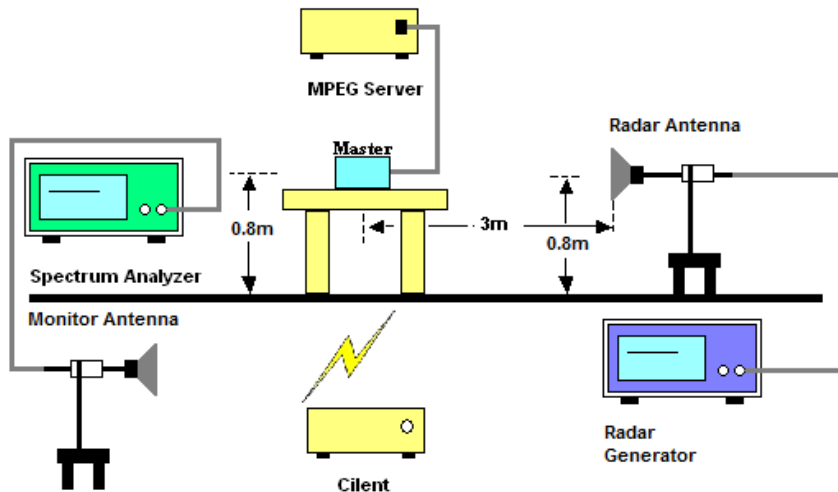 MPEG Server
Master
Radar Antenna
0.8m
3m
0.8m
Spectrum Analyzer
Monitor Antenna
Radar
Generator
Cilent